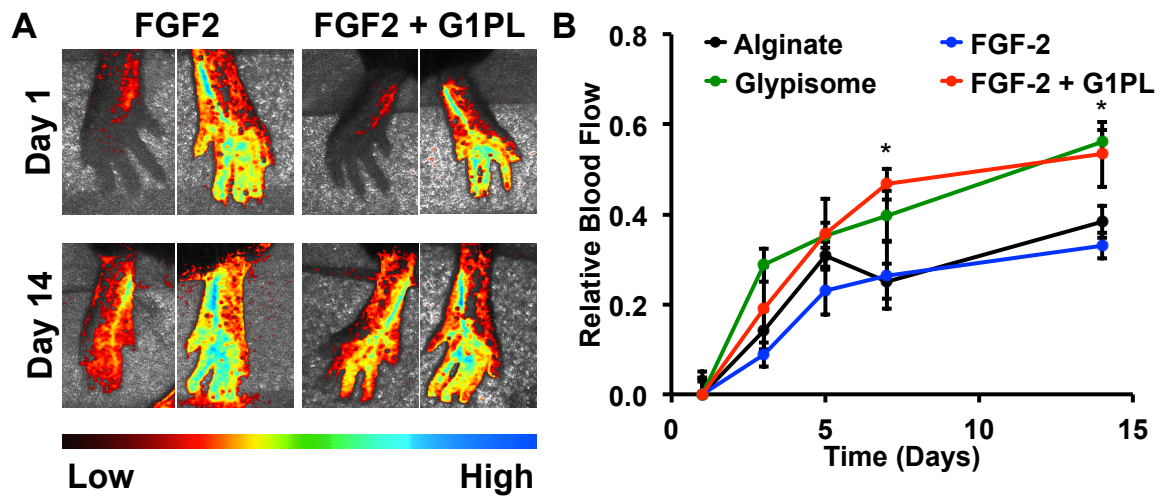 A
FGF2 FGF2 + G1PL
Day 1
Day 14
Low High
B
Alginate FGF-2
Glypisome FGF-2 + G1PL
* *
Relative Blood Flow
0.8
0.6
0.4
0.2
0.0
0 5 10 15
Time (Days)